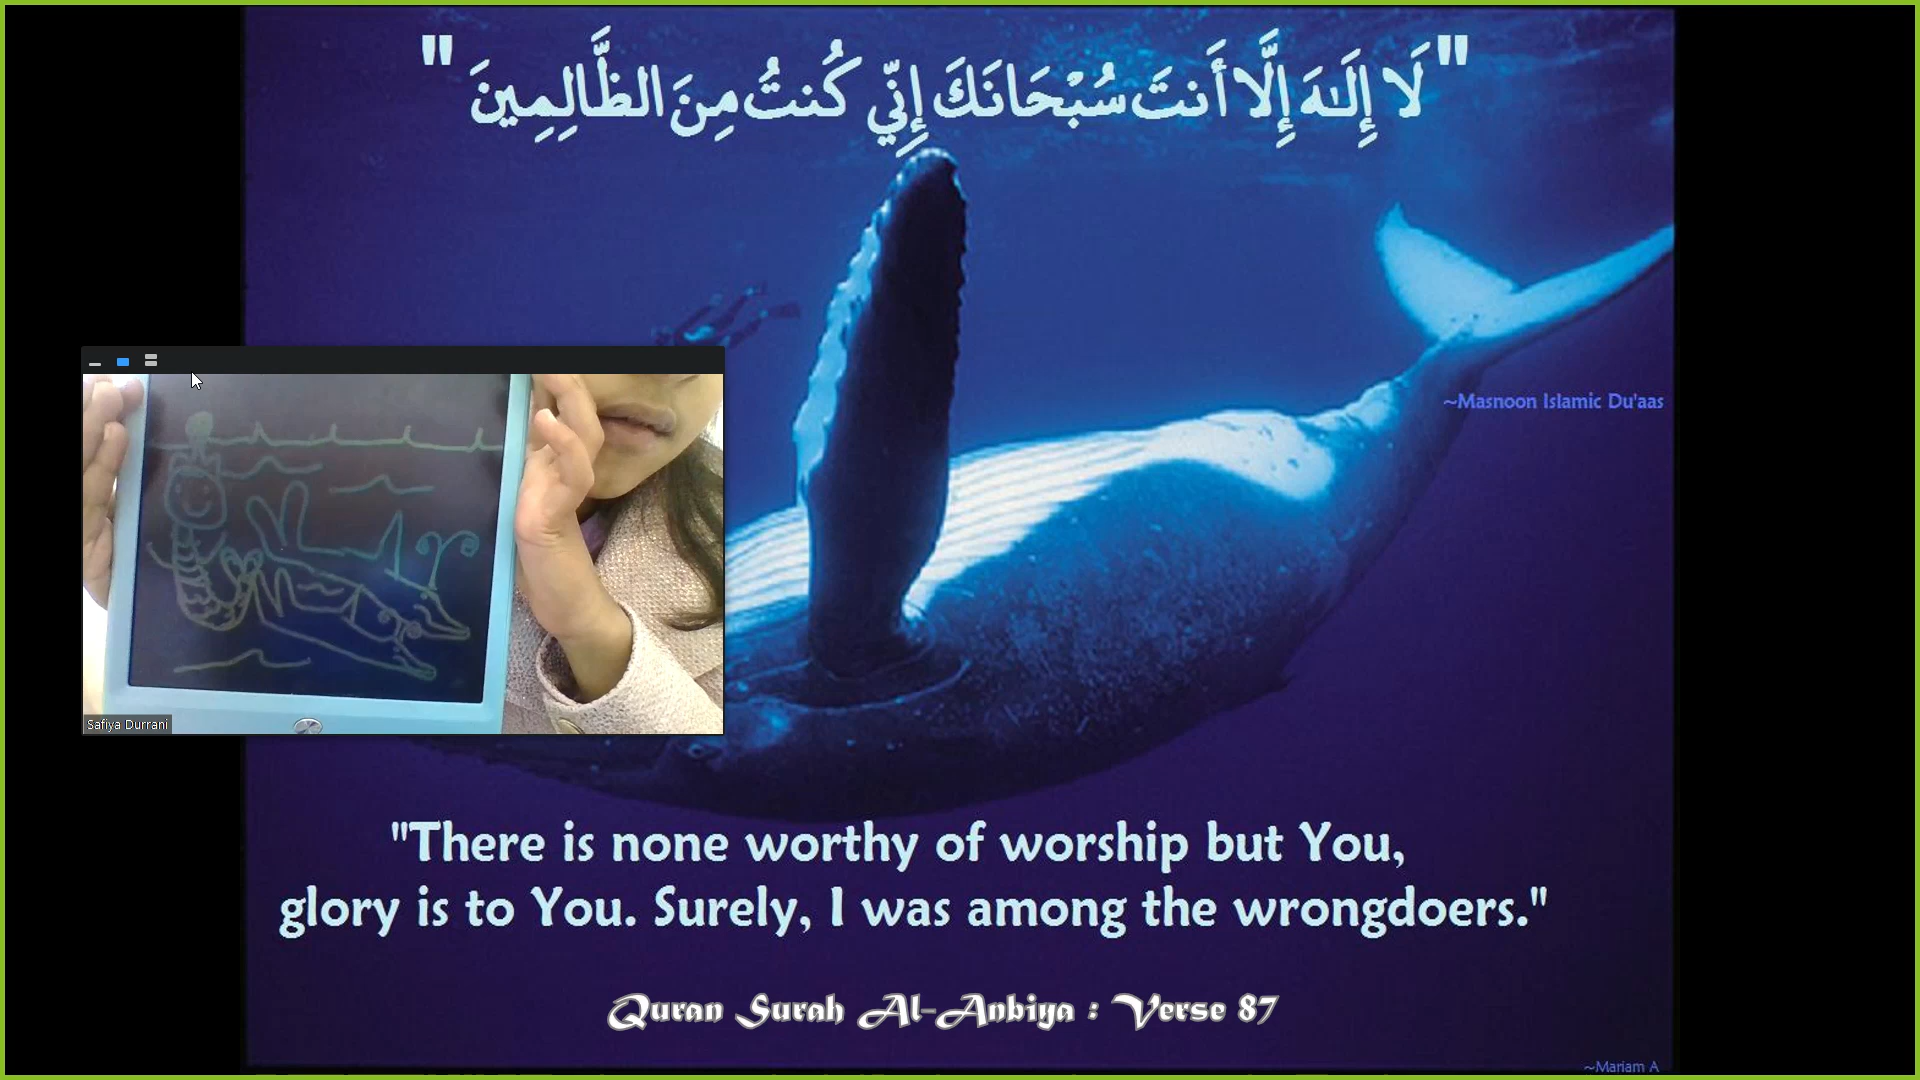 "لَا إِلَـٰهَ إِلَّا أَنتَ سُبْحَانَكَ إِنِّي كُنتُ مِنَ الظَّالِمِينَ"
~Masnoon Islamic Du'aas
Safiya Durrani
"There is none worthy of worship but You,
glory is to You. Surely, I was among the wrongdoers."
Quran Surah Al-Anbiya : Verse 87
~Mariam A